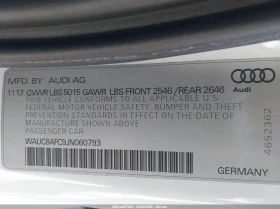 MFD. BY: AUDI AG
Audi
11·17 GVWR LBS 5015 GAWR LBS FRONT 2546 / REAR 2646
THIS VEHICLE CONFORMS TO ALL APPLICABLE U.S.
FEDERAL MOTOR VEHICLE SAFETY, BUMPER AND THEFT
PREVENTION STANDARDS IN EFFECT ON THE DATE OF
MANUFACTURE SHOWN ABOVE.
WAUC8AFC9JN060793
PASSENGER CAR
4652362
GERMANY